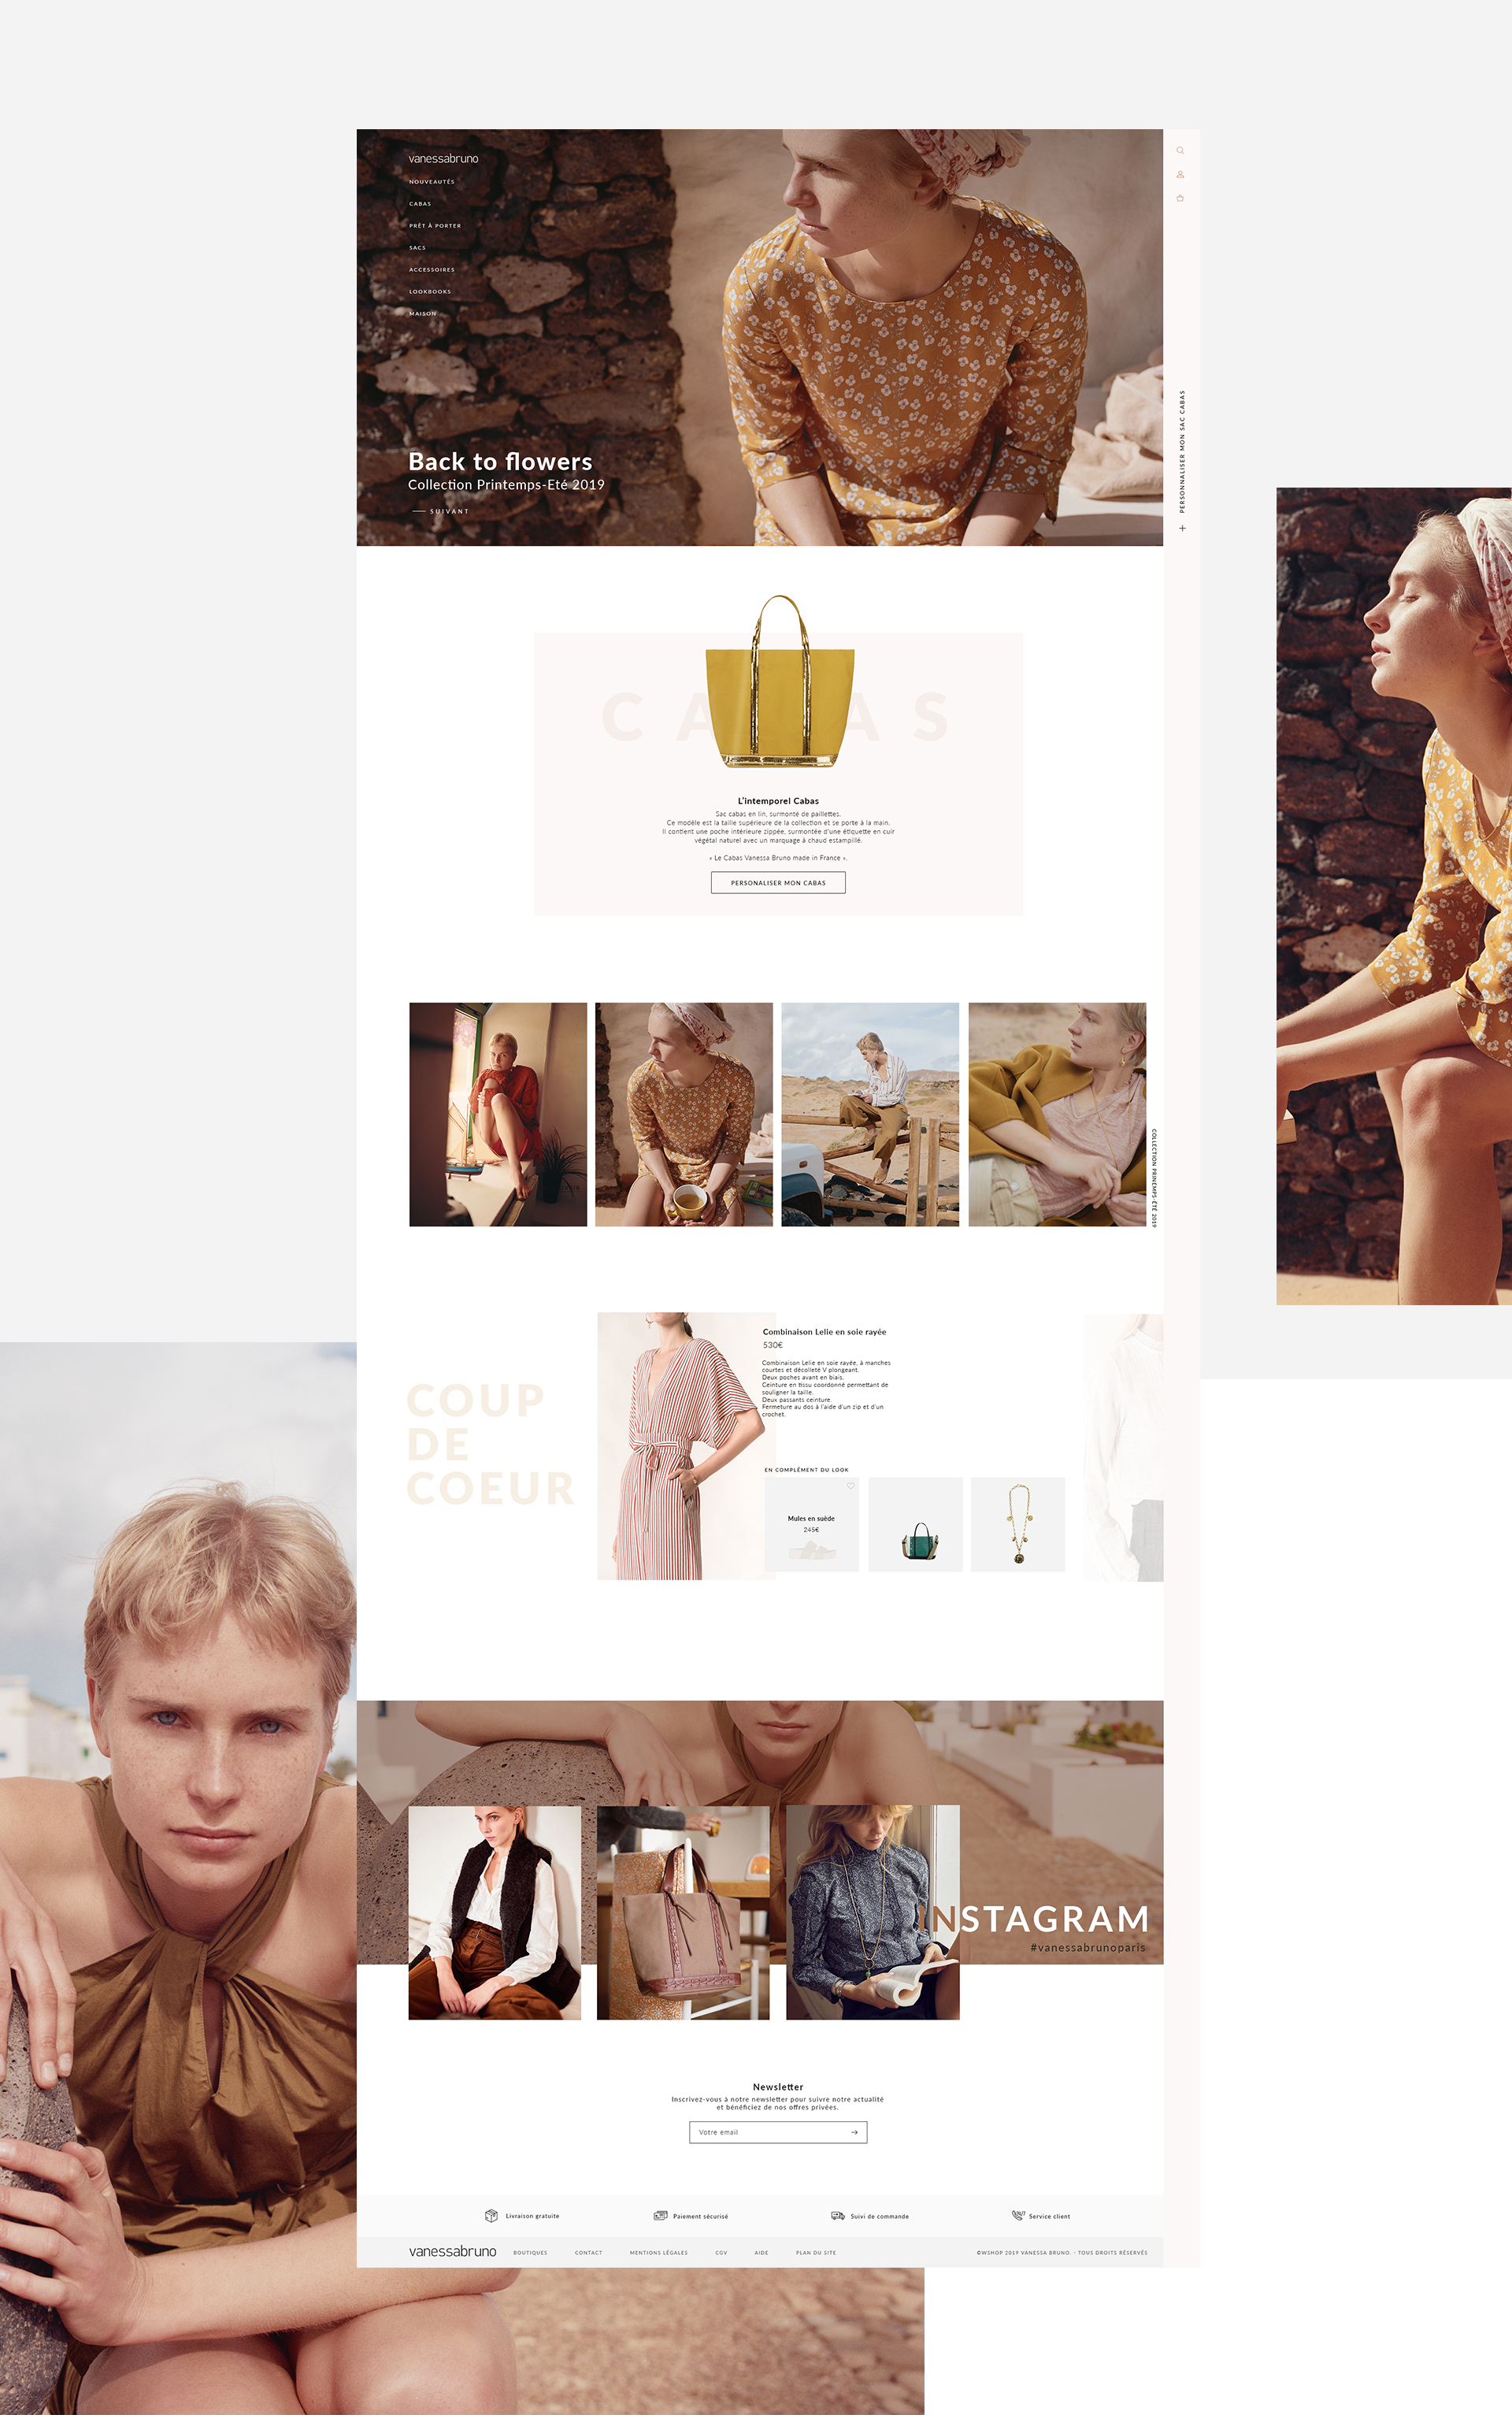 vanessabruno
NOUVEAUTÉS
CABAS
PRÊT À PORTER
SACS
ACCESSOIRES
LOOKBOOKS
MAISON
Back to flowers
Collection Printemps-Eté 2019
SUIVANT
PERSONNALISER MON SAC CABAS
CABAS
L'intemporel Cabas
Sac cabas en lin, surmonté de paillettes.
Ce modèle est la taille supérieure de la collection et se porte à la main.
Il contient une poche intérieure zippée, surmontée d'une étiquette en cuir
végétal naturel avec un marquage à chaud estampillé.
« Le Cabas Vanessa Bruno made in France ».
PERSONALISER MON CABAS
COLLECTION PRINEMPS-ÉTÉ 2019
COUP
DE
COEUR
Combinaison Lelie en soie rayée
530€
Combinaison Lelie en soie rayée, à manches
courtes et décolleté V plongeant.
Deux poches avant en biais.
Ceinture en tissu coordonné permettant de
souligner la taille.
Deux passants ceinture.
Fermeture au dos à l'aide d'un zip et d'un
crochet.
EN COMPLÉMENT DU LOOK
Mules en suède
245€
INSTAGRAM
#vanessabrunoparis
Newsletter
Inscrivez-vous à notre newsletter pour suivre notre actualité
et bénéficiez de nos offres privées.
Votre email
Livraison gratuite
Paiement sécurisé
Suivi de commande
Service client
vanessabruno
BOUTIQUES
CONTACT
MENTIONS LÉGALES
CGV
AIDE
PLAN DU SITE
©WSHOP 2019 VANESSA BRUNO. - TOUS DROITS RÉSERVÉS